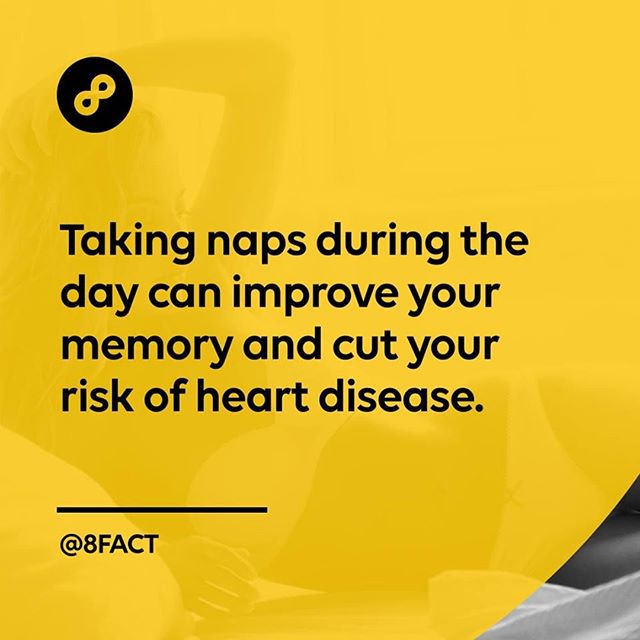 Taking naps during the
day can improve your
memory and cut your
risk of heart disease.
@8FACT